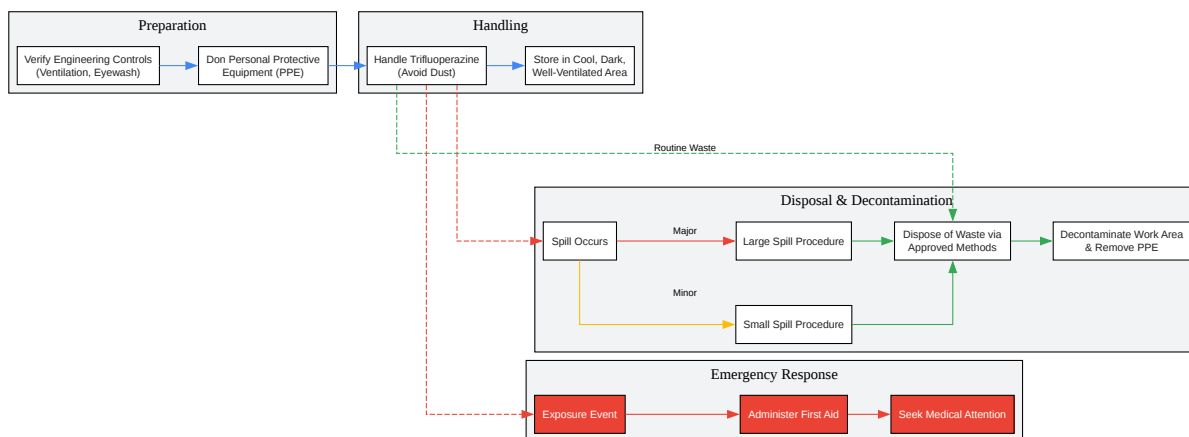 Preparation
Verify Engineering Controls
(Ventilation, Eyewash)
Don Personal Protective
Equipment (PPE)
Handling
Handle Trifluoperazine
(Avoid Dust)
Store in Cool, Dark,
Well-Ventilated Area
Routine Waste
Disposal & Decontamination
Spill Occurs
Major
Large Spill Procedure
Dispose of Waste via
Approved Methods
Decontaminate Work Area
& Remove PPE
Minor
Small Spill Procedure
Emergency Response
Exposure Event
Administer First Aid
Seek Medical Attention